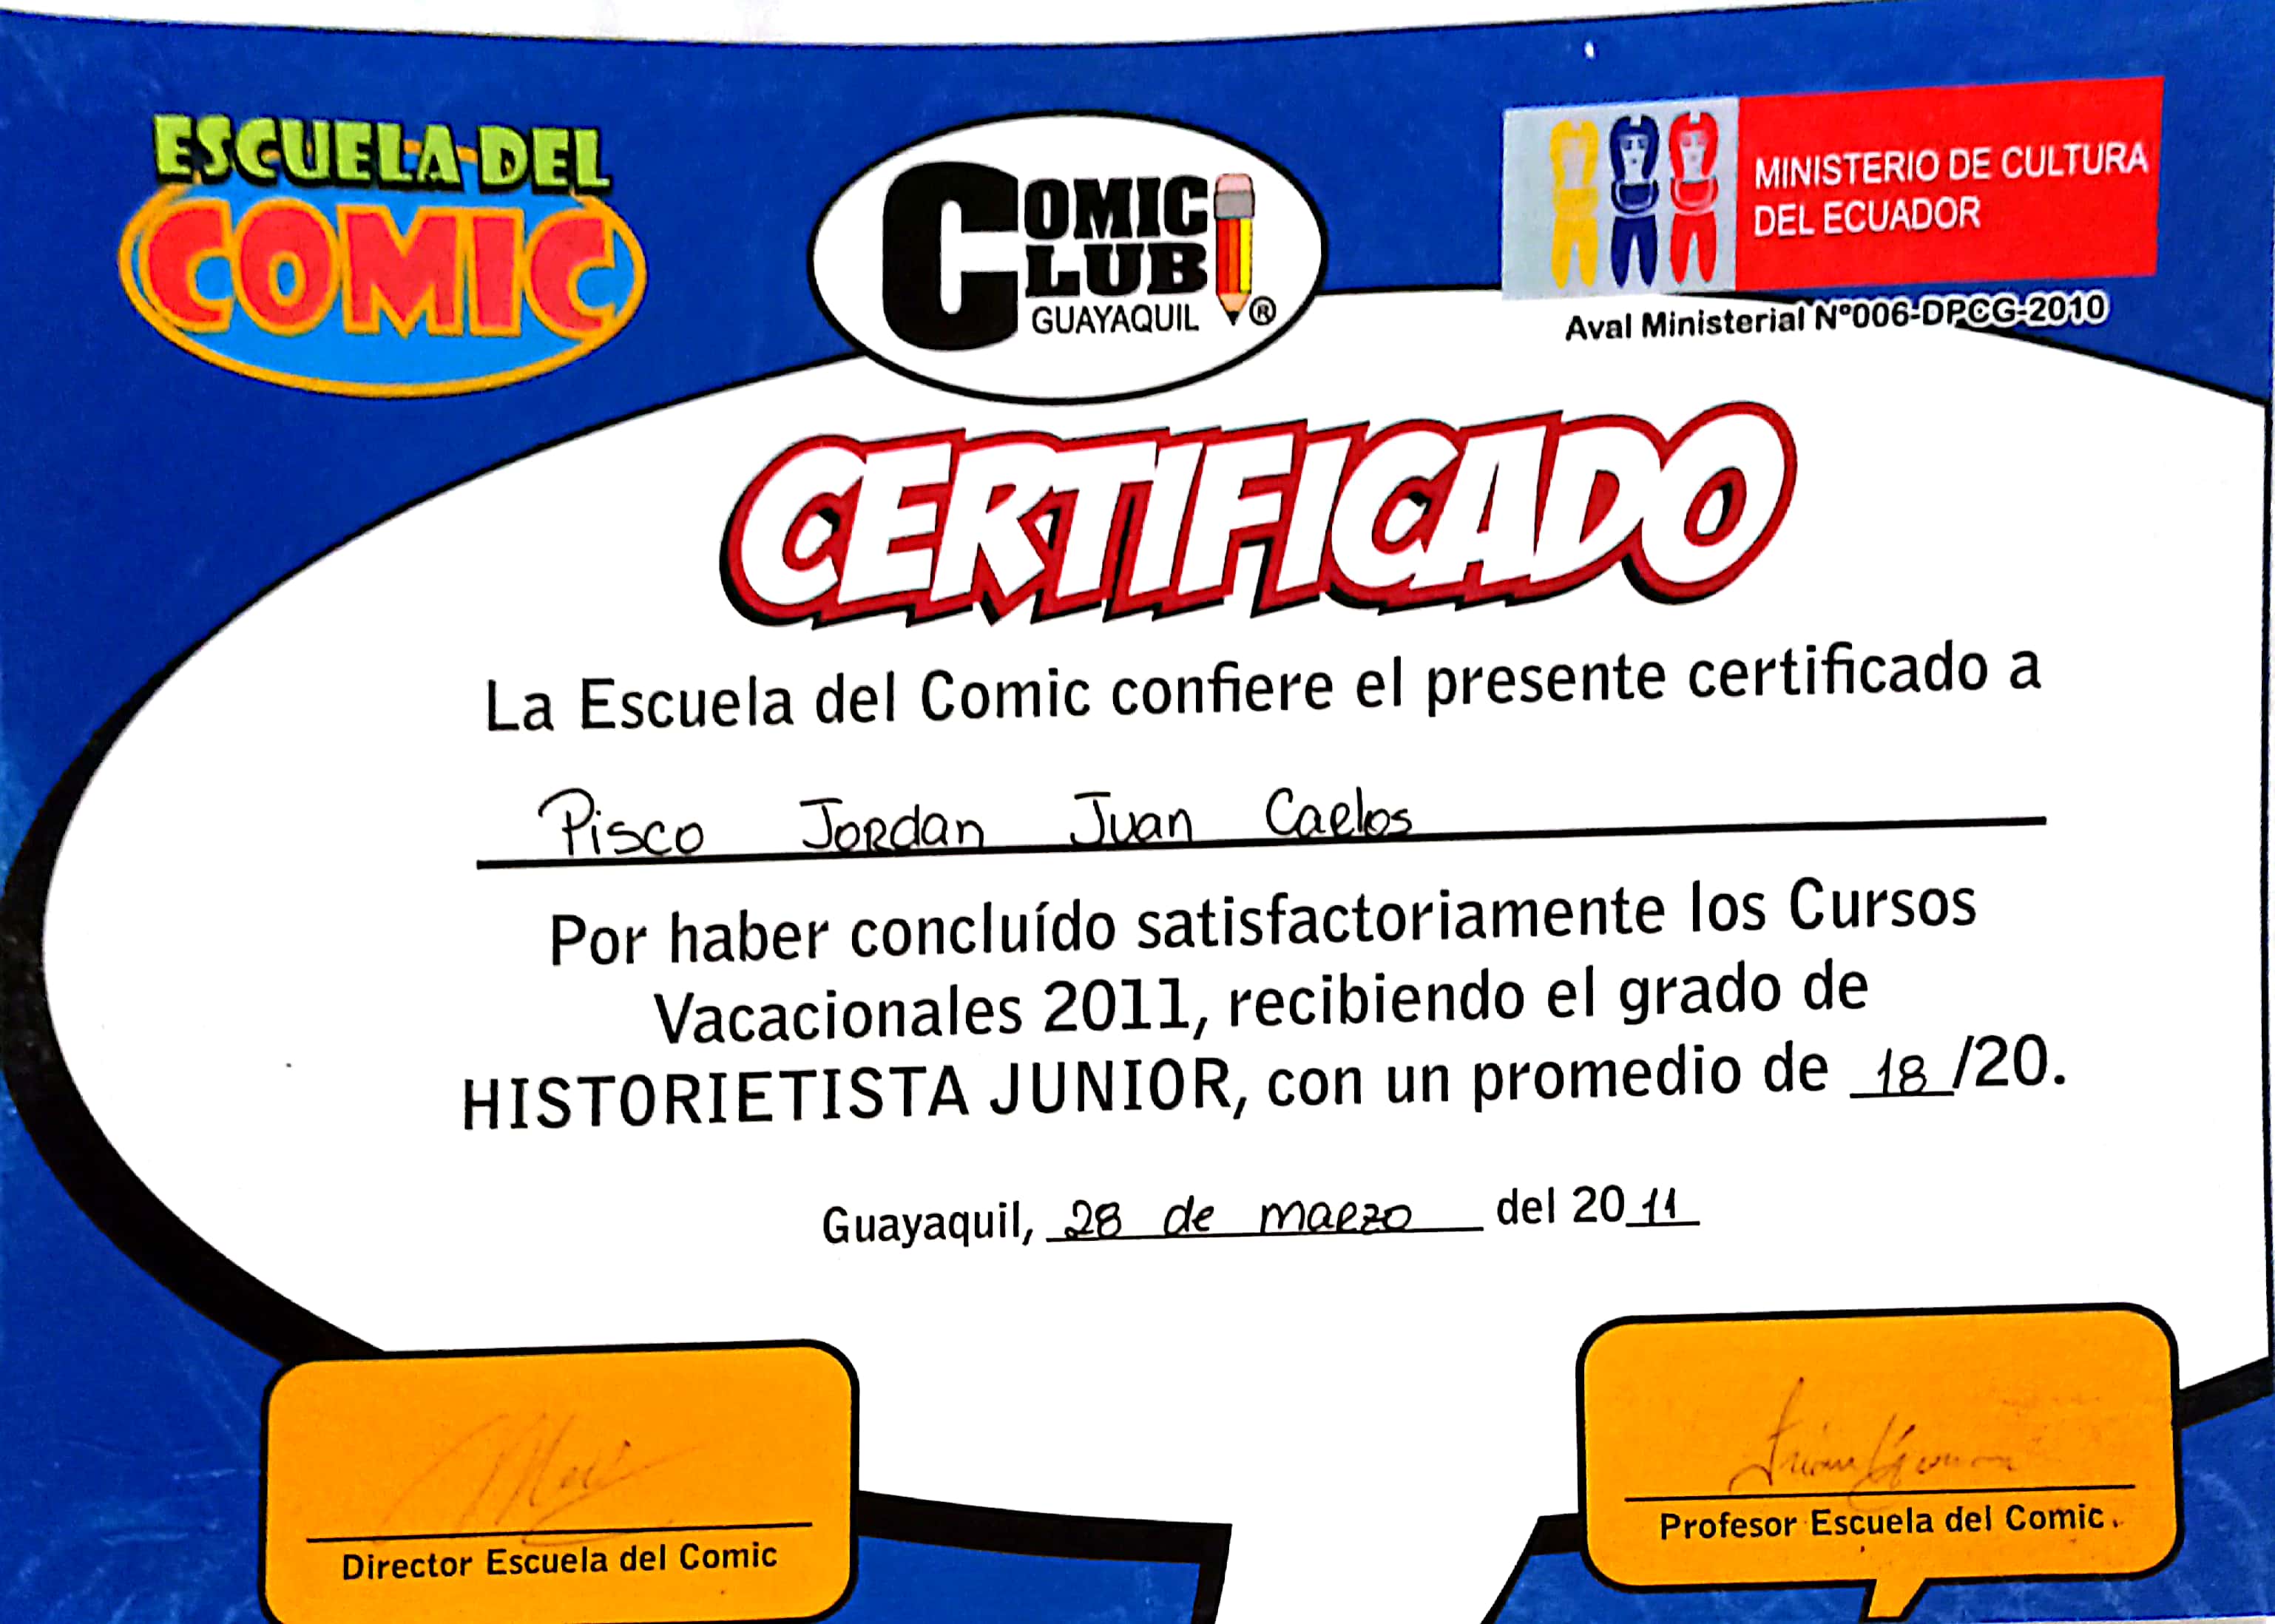 ESCUELA DEL
COMIC
COMIC
CLUB
GUAYAQUIL ®
MINISTERIO DE CULTURA
DEL ECUADOR
Aval Ministerial Nº006-DPCG-2010
CERTIFICADO
La Escuela del Comic confiere el presente certificado a
Pisco Jordan Juan Carlos
Por haber concluído satisfactoriamente los Cursos
Vacacionales 2011, recibiendo el grado de
HISTORIETISTA JUNIOR, con un promedio de 18/20.
Guayaquil, 28 de marzo del 2011
Director Escuela del Comic
Profesor Escuela del Comic.